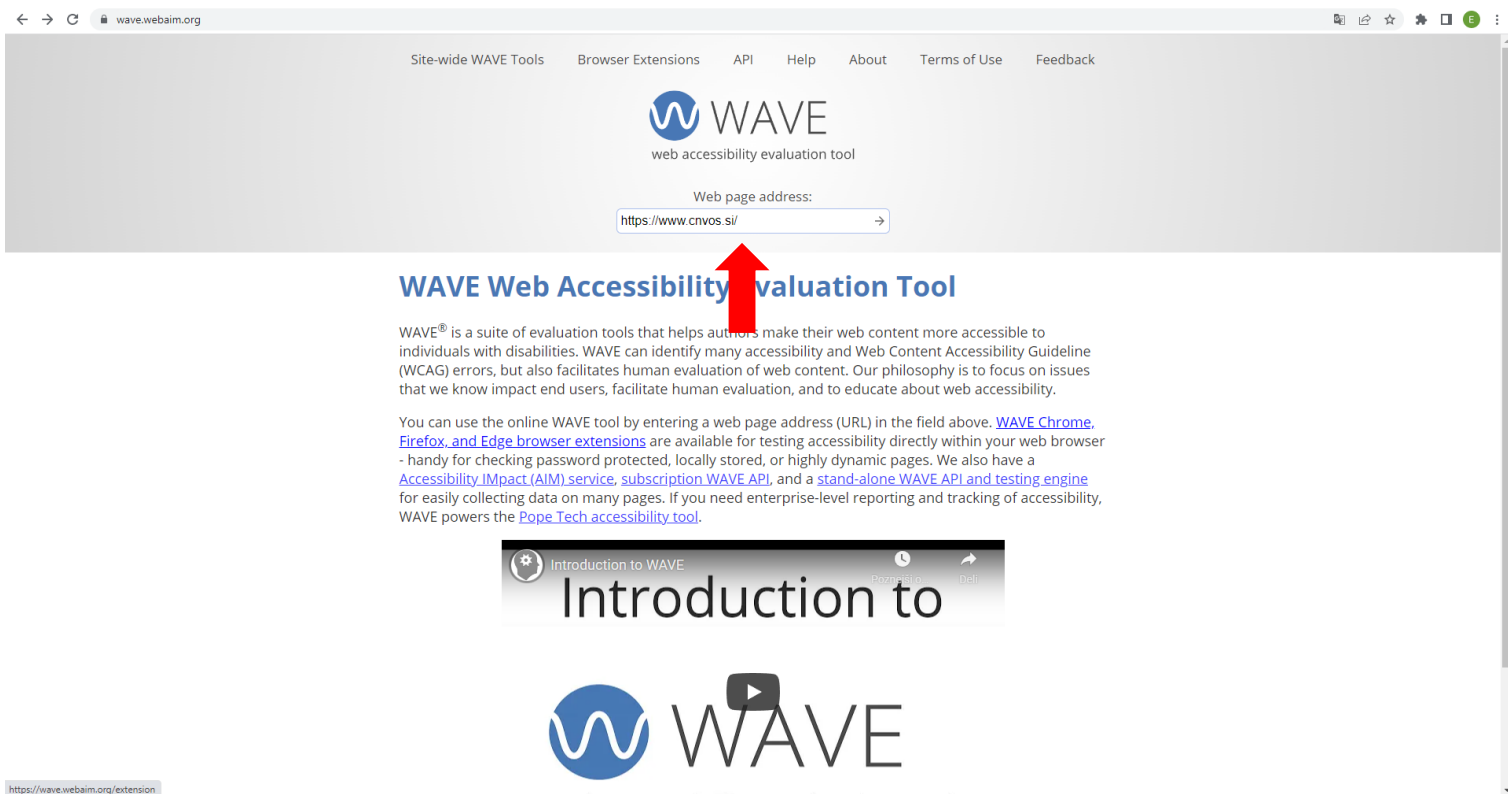 wave.webaim.org
E
Site-wide WAVE Tools Browser Extensions API Help About Terms of Use Feedback
WAVE
web accessibility evaluation tool
Web page address:
https://www.cnvos.si/
WAVE Web Accessibility Evaluation Tool
WAVE® is a suite of evaluation tools that helps authors make their web content more accessible to
individuals with disabilities. WAVE can identify many accessibility and Web Content Accessibility Guideline
(WCAG) errors, but also facilitates human evaluation of web content. Our philosophy is to focus on issues
that we know impact end users, facilitate human evaluation, and to educate about web accessibility.
You can use the online WAVE tool by entering a web page address (URL) in the field above. WAVE Chrome,
Firefox, and Edge browser extensions are available for testing accessibility directly within your web browser
- handy for checking password protected, locally stored, or highly dynamic pages. We also have a
Accessibility IMpact (AIM) service, subscription WAVE API, and a stand-alone WAVE API and testing engine
for easily collecting data on many pages. If you need enterprise-level reporting and tracking of accessibility,
WAVE powers the Pope Tech accessibility tool.
Introduction to WAVE
Deli
Introduction to
WAVE
https://wave.webaim.org/extension